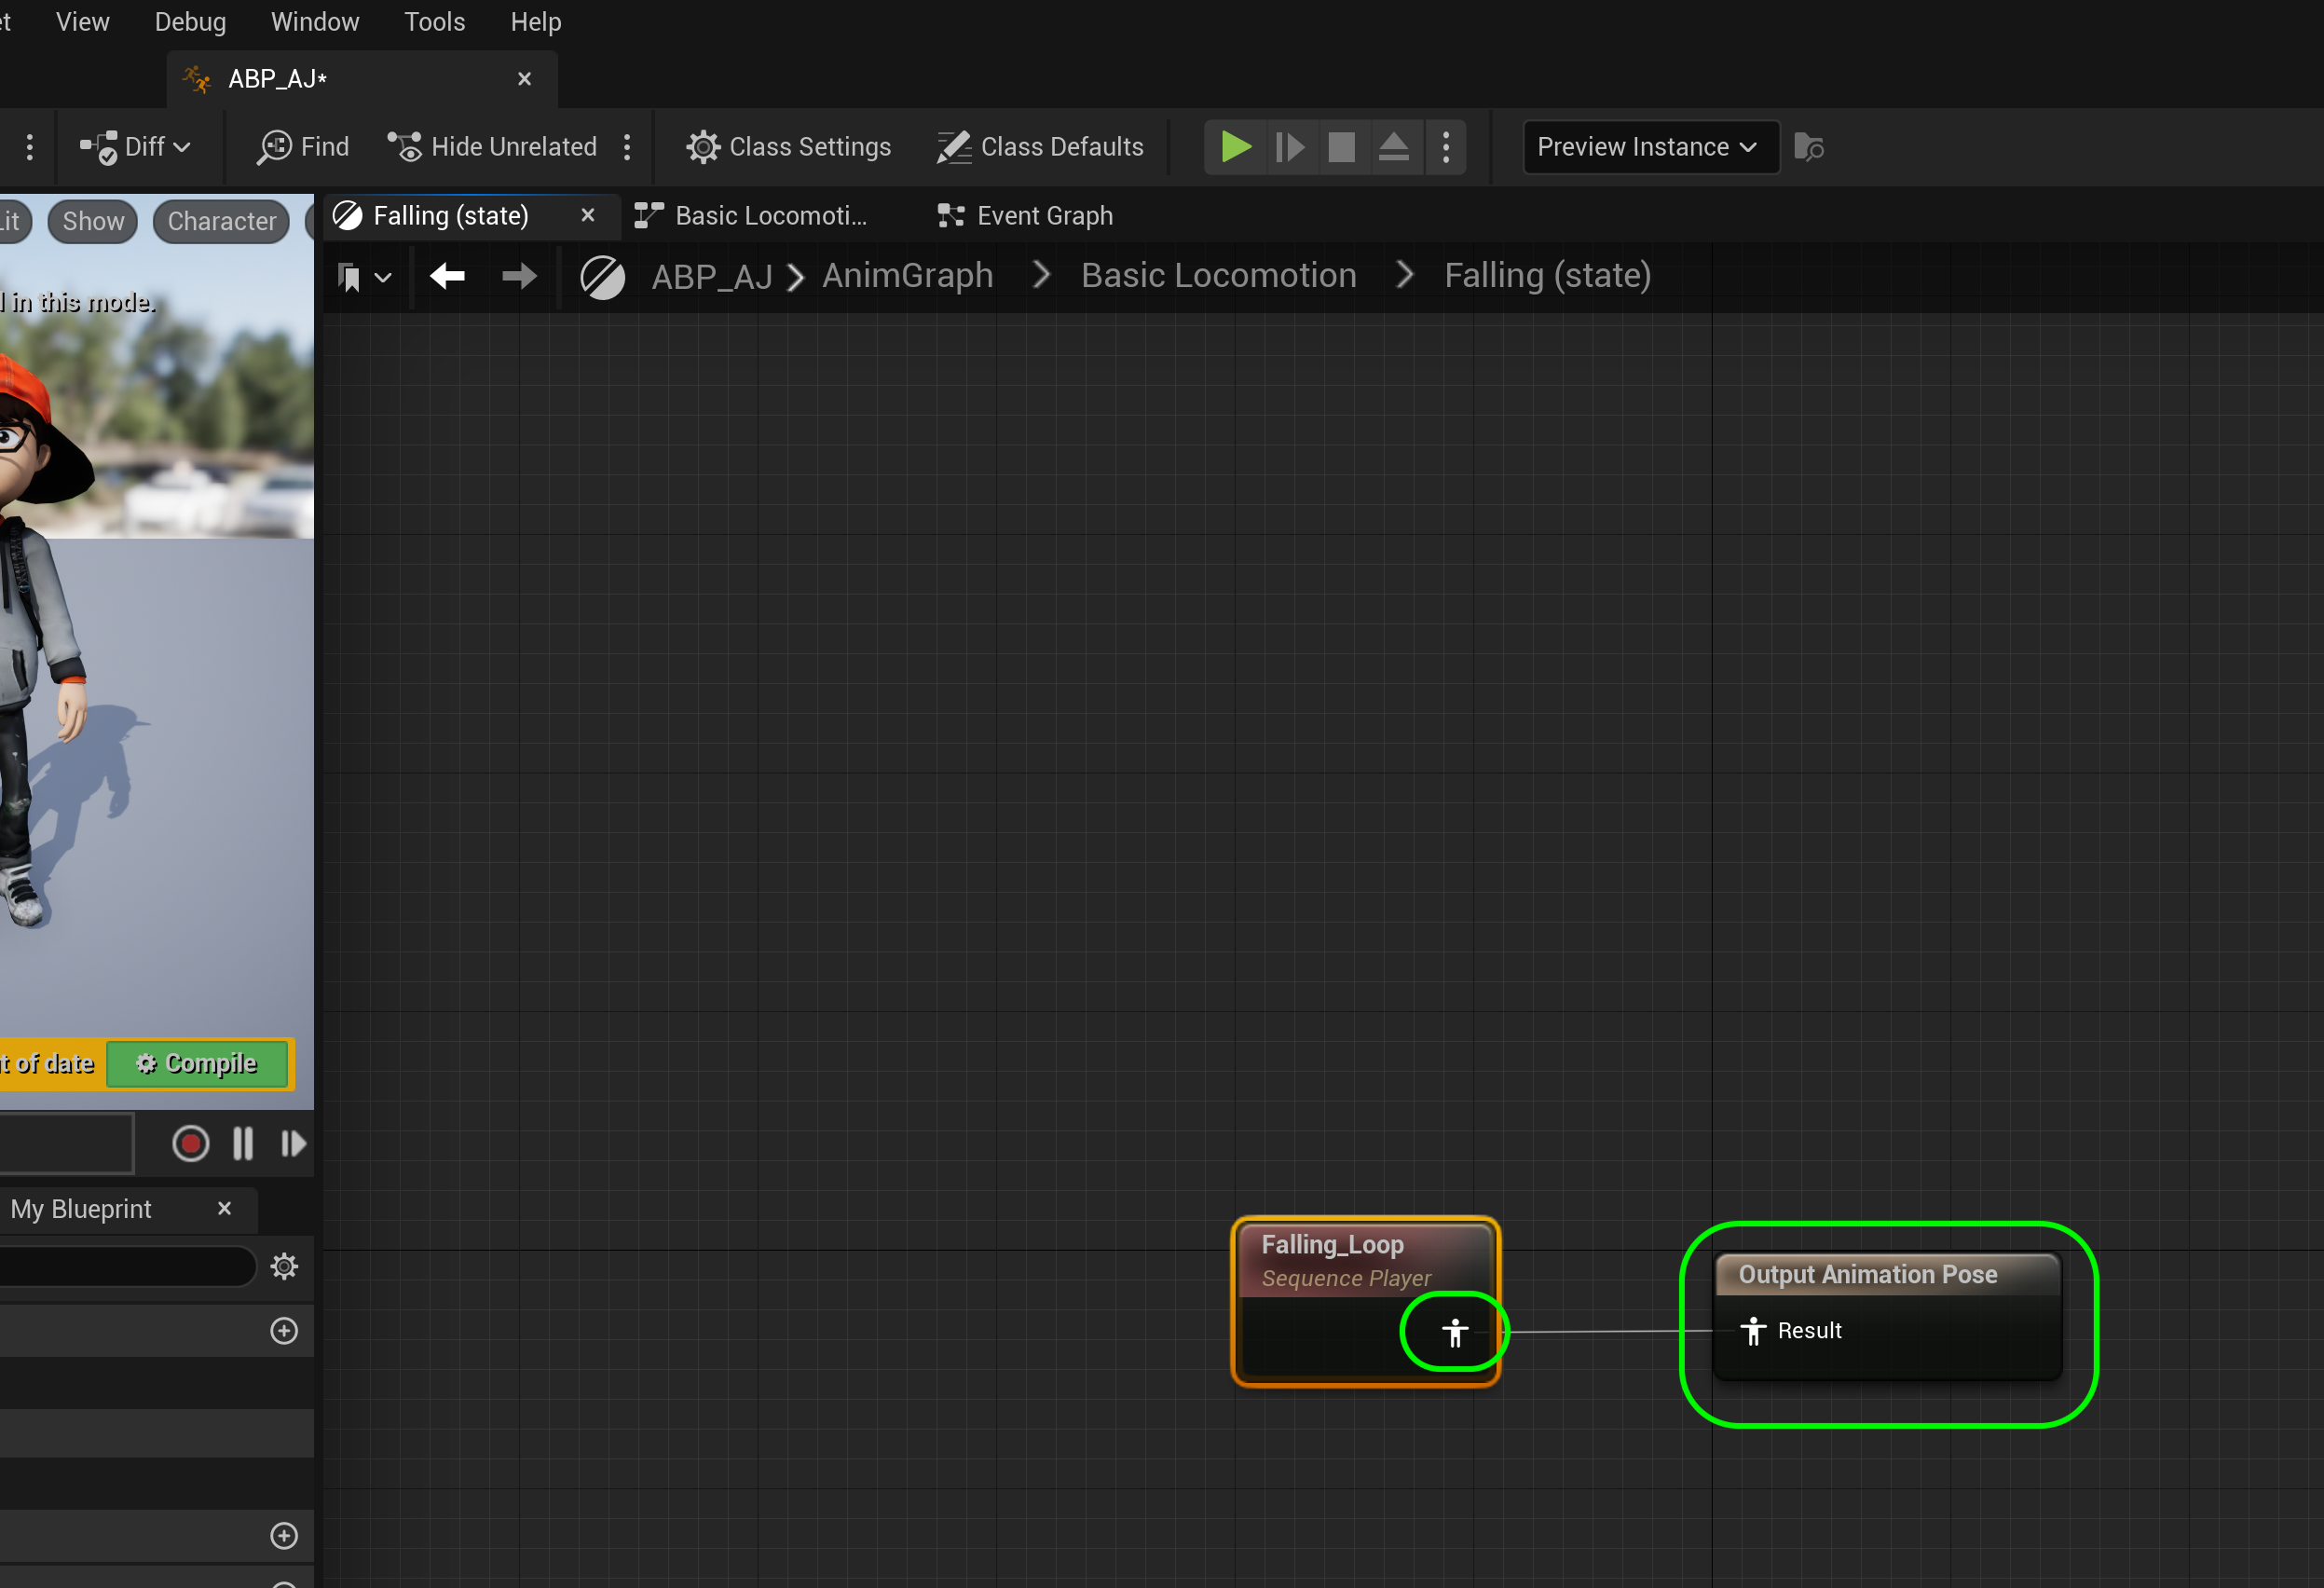 et View Debug Window Tools Help
ABP_AJ*
Diff Find Hide Unrelated Class Settings Class Defaults Preview Instance
Lit Show Character
Falling (state) Basic Locomoti... Event Graph
ABP_AJ > AnimGraph > Basic Locomotion > Falling (state)
l in this mode.
t of date Compile
My Blueprint
Falling_Loop
Sequence Player
Output Animation Pose
Result